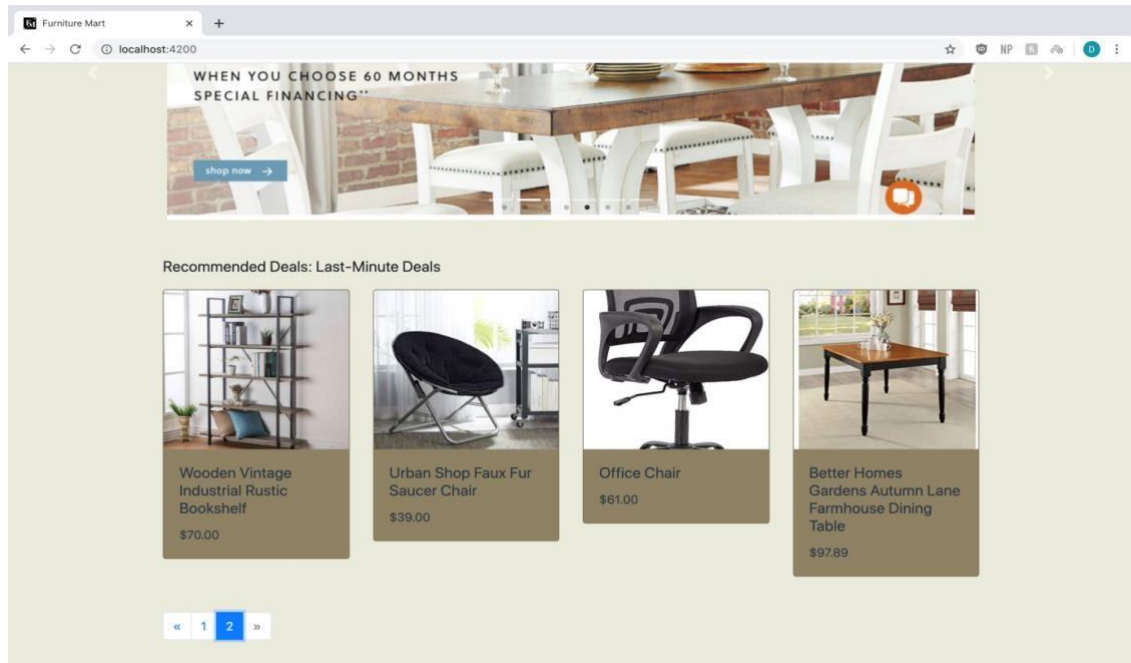 Furniture Mart
localhost:4200
NP
D
WHEN YOU CHOOSE 60 MONTHS
SPECIAL FINANCING**
shop now →
Recommended Deals: Last-Minute Deals
Wooden Vintage
Industrial Rustic
Bookshelf
$70.00
Urban Shop Faux Fur
Saucer Chair
$39.00
Office Chair
$61.00
Better Homes
Gardens Autumn Lane
Farmhouse Dining
Table
$97.89
« 1 2 »